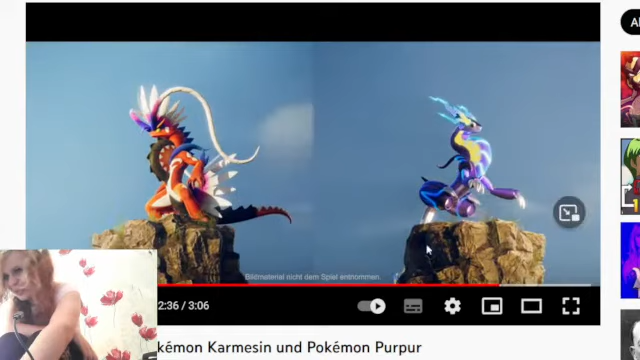 Bildmaterial nicht dem Spiel entnommen.
2:36 / 3:06
kémon Karmesin und Pokémon Purpur